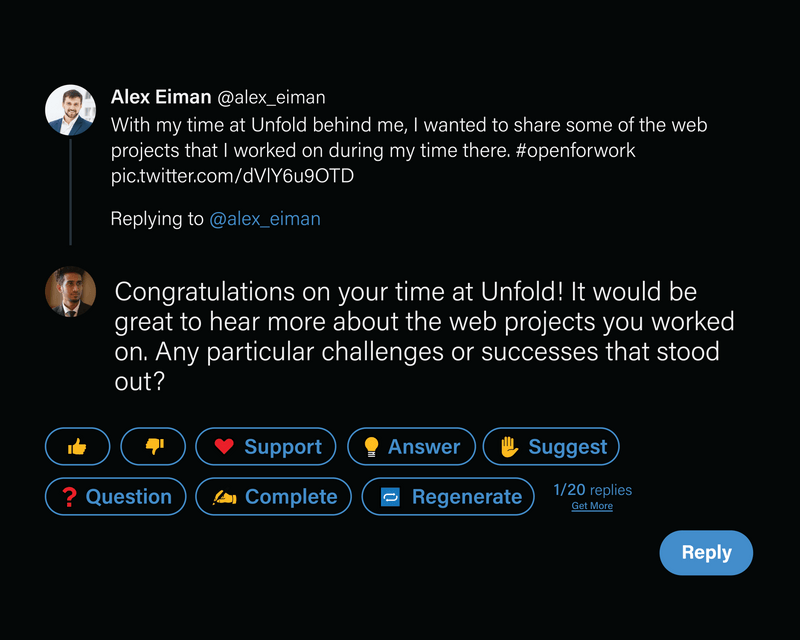 Alex Eiman @alex_eiman
With my time at Unfold behind me, I wanted to share some of the web
projects that I worked on during my time there. #openforwork
pic.twitter.com/dVlY6u9OTD
Replying to @alex_eiman
Congratulations on your time at Unfold! It would be
great to hear more about the web projects you worked
on. Any particular challenges or successes that stood
out?
Support
Answer
Suggest
Question
Complete
Regenerate
1/20 replies
Get More
Reply